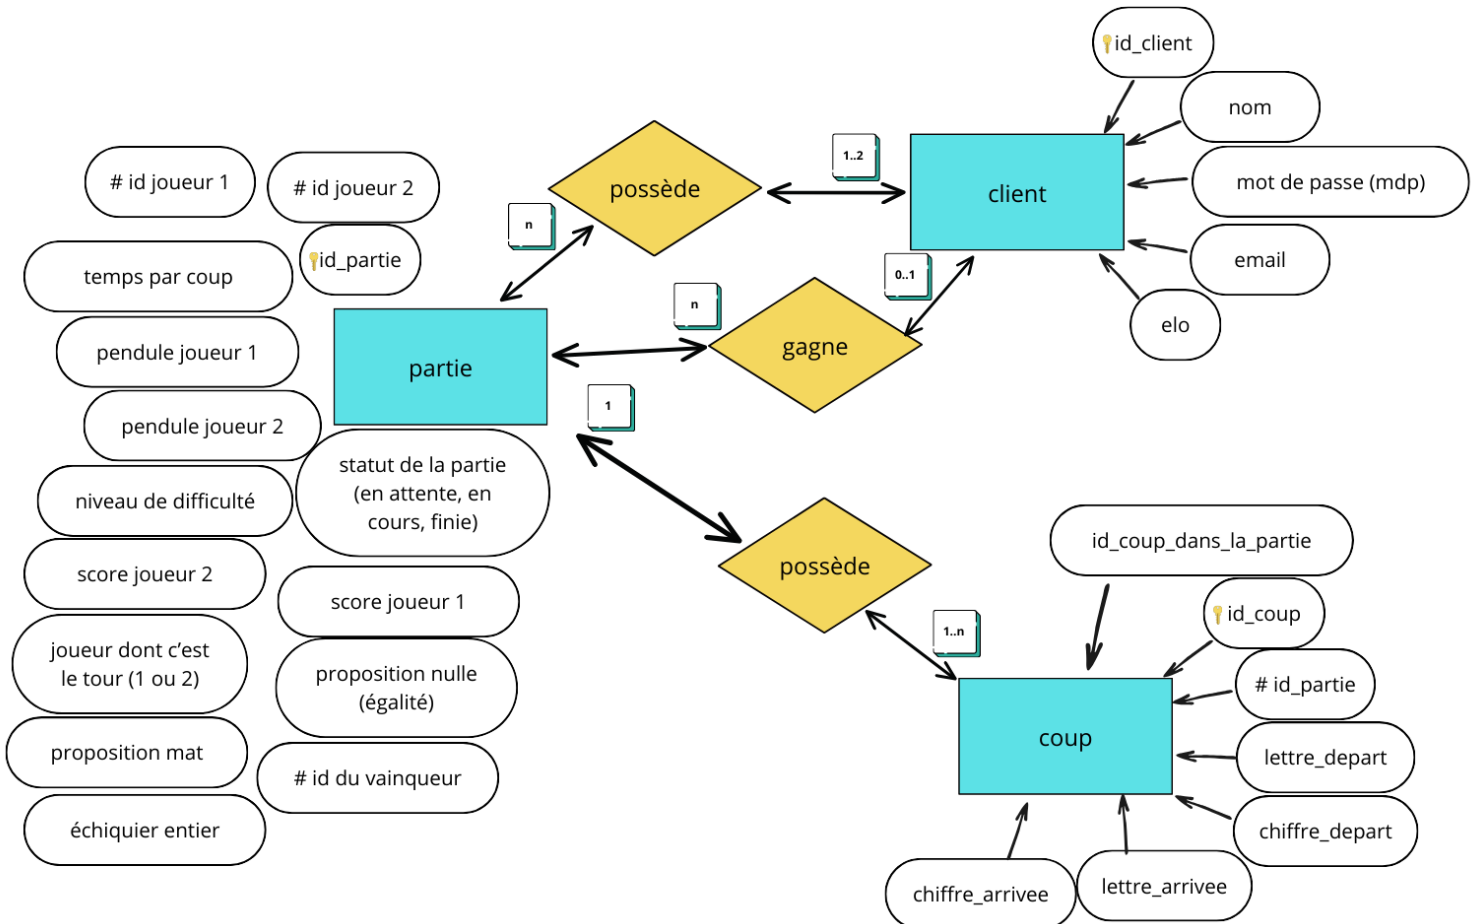 id_client
nom
mot de passe (mdp)
email
elo
client
1..2
possède
n
# id joueur 1
# id joueur 2
id_partie
temps par coup
pendule joueur 1
pendule joueur 2
partie
n
gagne
0..1
1
niveau de difficulté
statut de la partie
(en attente, en
cours, finie)
score joueur 2
score joueur 1
joueur dont c’est
le tour (1 ou 2)
proposition nulle
(égalité)
proposition mat
# id du vainqueur
échiquier entier
possède
1..n
id_coup_dans_la_partie
id_coup
# id_partie
coup
lettre_depart
chiffre_depart
lettre_arrivee
chiffre_arrivee